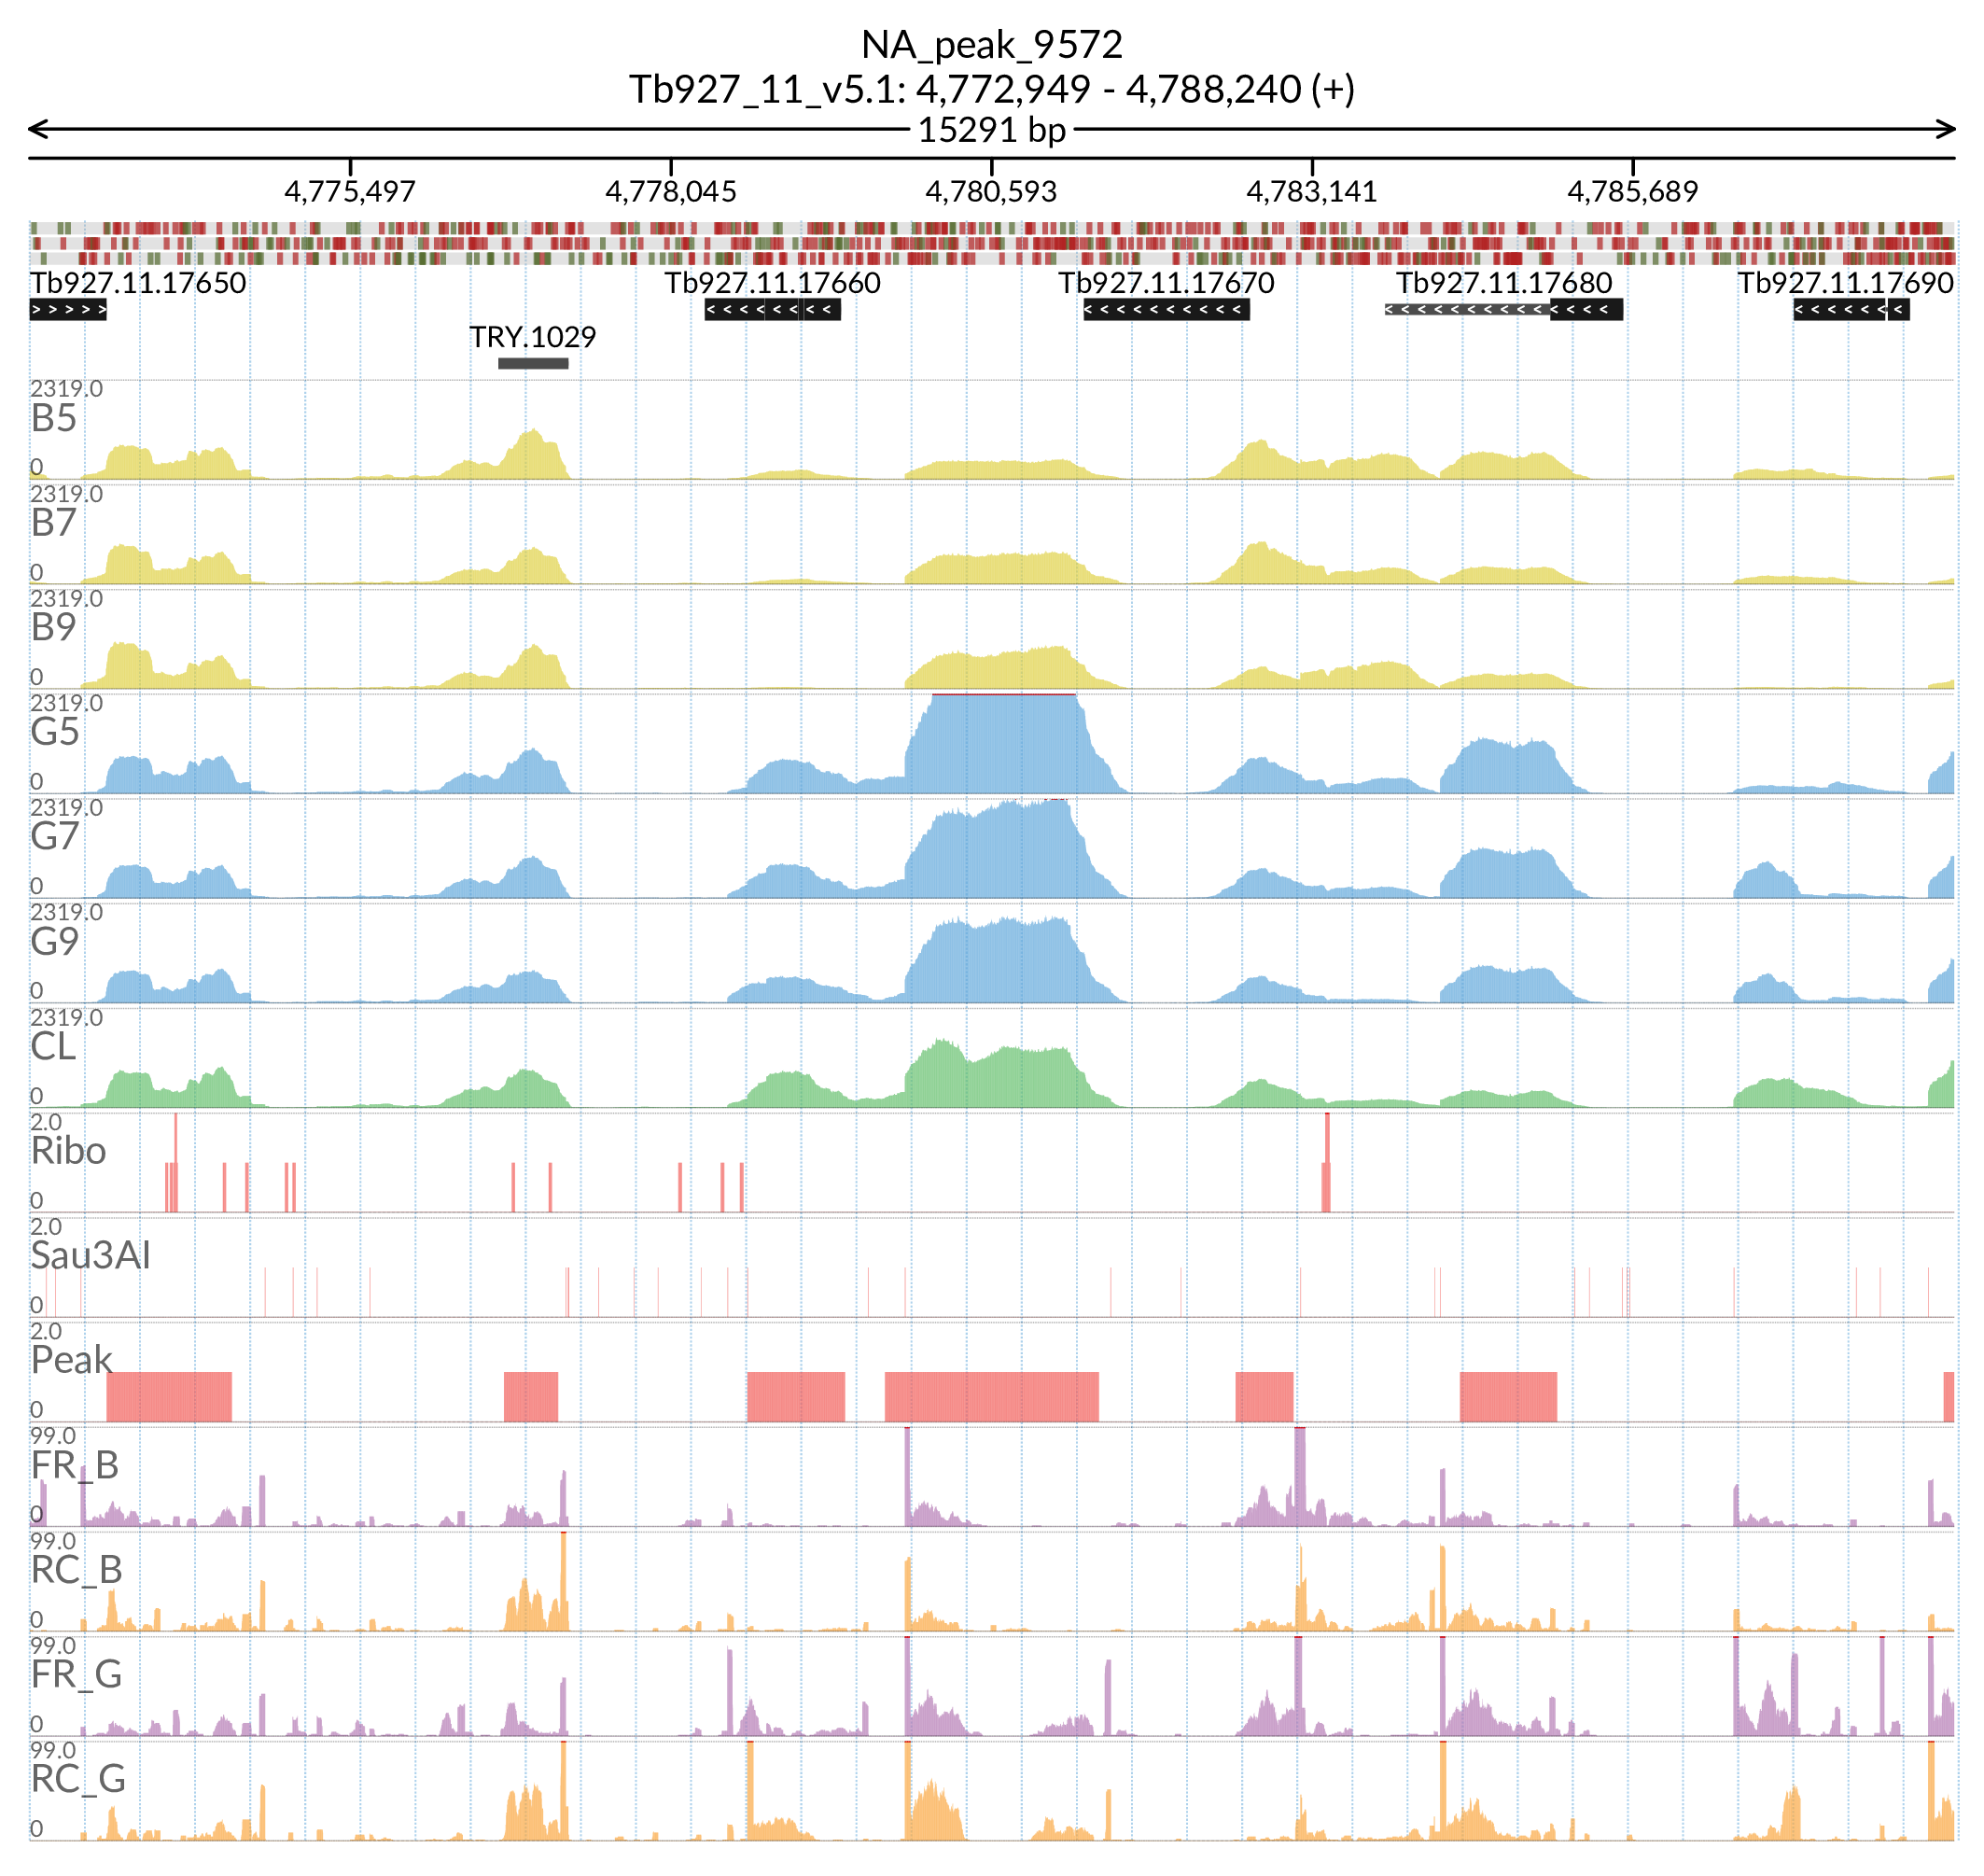 NA_peak_9572
Tb927_11_v5.1: 4,772,949 - 4,788,240 (+)
15291 bp
4,775,497 4,778,045 4,780,593 4,783,141 4,785,689
Tb927.11.17650 Tb927.11.17660 Tb927.11.17670 Tb927.11.17680 Tb927.11.17690
TRY.1029
2319.0
B5
0
2319.0
B7
0
2319.0
B9
0
2319.0
G5
0
2319.0
G7
0
2319.0
G9
0
2319.0
CL
0
2.0
Ribo
0
2.0
Sau3AI
0
2.0
Peak
0
99.0
FR_B
0
99.0
RC_B
0
99.0
FR_G
0
99.0
RC_G
0